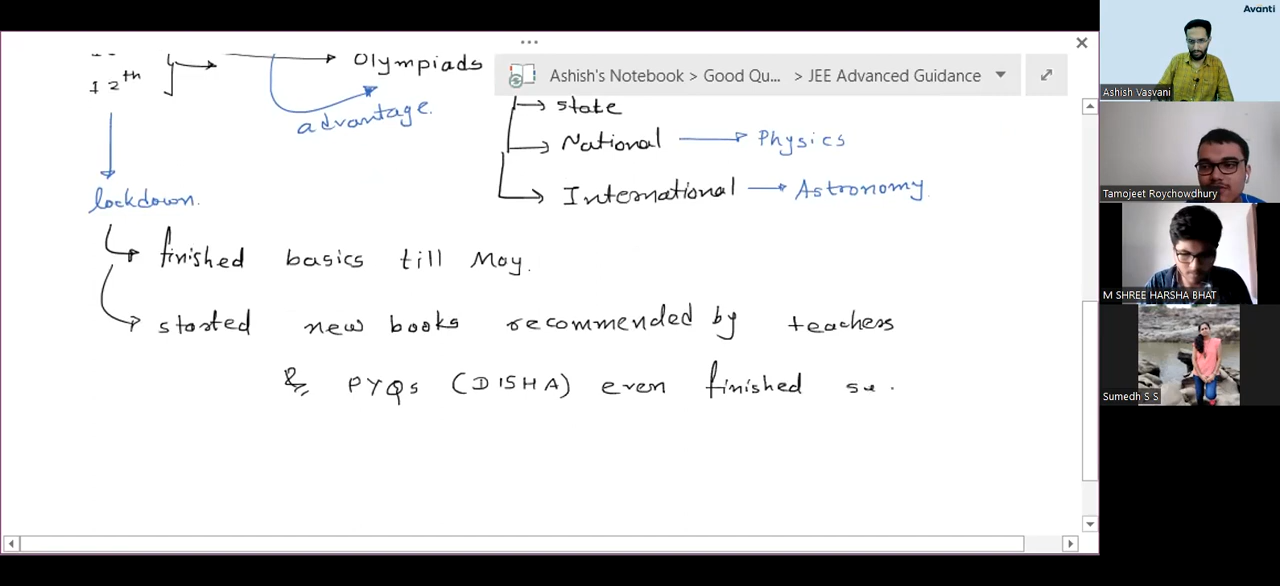 Avanti
Olympiads
12th
Ashish's Notebook > Good Qu... > JEE Advanced Guidance
Ashish Vasvani
advantage.
State
National → Physics
International → Astronomy
Tamojeet Roychowdhury
lockdown.
finished basics till May.
M SHREE HARSHA BHAT
started new books recommended by teachers
& PYQs (DISHA) even finished
Sumedh S S